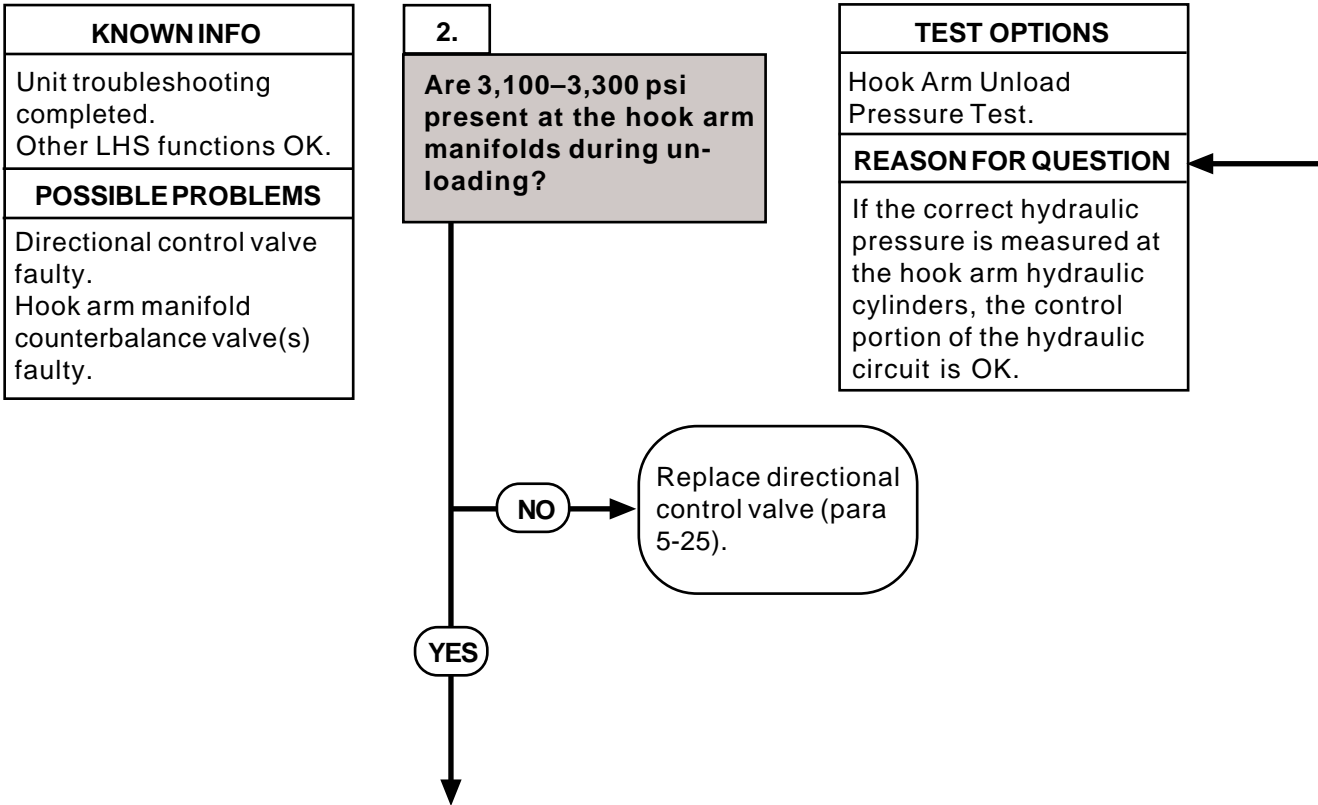 KNOWN INFO
Unit troubleshooting
completed.
Other LHS functions OK.
POSSIBLE PROBLEMS
Directional control valve
faulty.
Hook arm manifold
counterbalance valve(s)
faulty.
2.
Are 3,100–3,300 psi
present at the hook arm
manifolds during un-
loading?
TEST OPTIONS
Hook Arm Unload
Pressure Test.
REASON FOR QUESTION
If the correct hydraulic
pressure is measured at
the hook arm hydraulic
cylinders, the control
portion of the hydraulic
circuit is OK.
NO
Replace directional
control valve (para
5-25).
YES